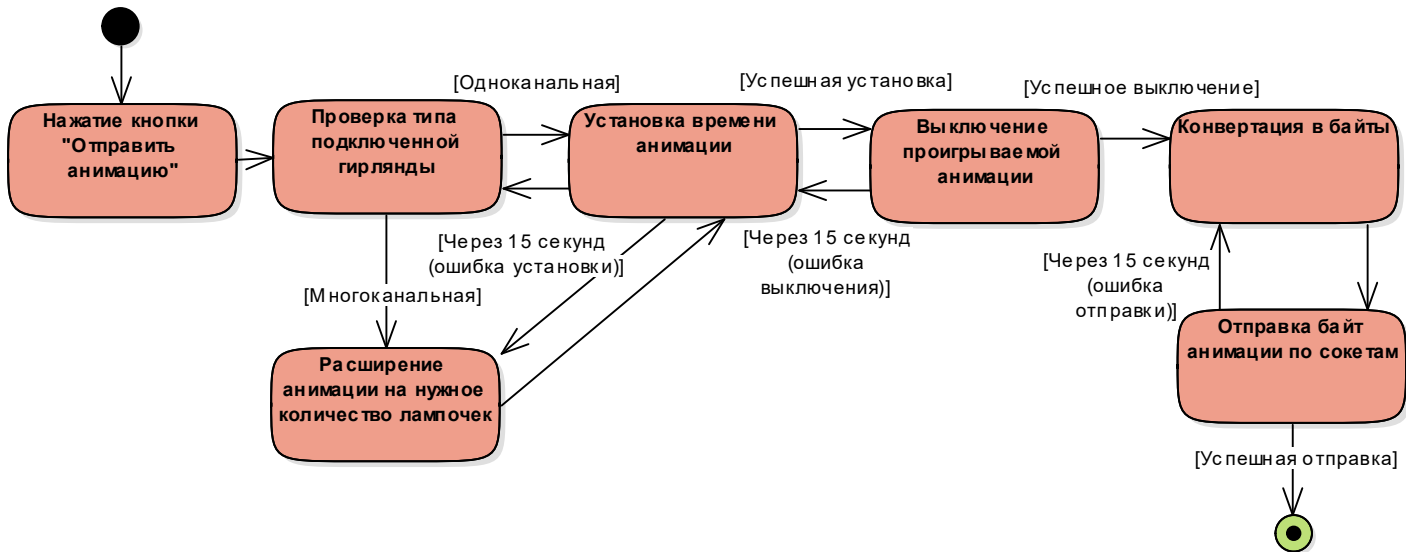 [Одноканальная]
[Успешная установка]
[Успешное выключение]
Нажатие кнопки
"Отправить
анимацию"
Проверка типа
подключенной
гирлянды
Установка времени
анимации
Выключение
проигрываемой
анимации
Конвертация в байты
[Через 15 секунд
(ошибка установки)]
[Через 15 секунд
(ошибка
выключения)]
[Через 15 секунд
(ошибка
отправки)]
[Многоканальная]
Расширение
анимации на нужное
количество лампочек
Отправка байт
анимации по сокетам
[Успешная отправка]